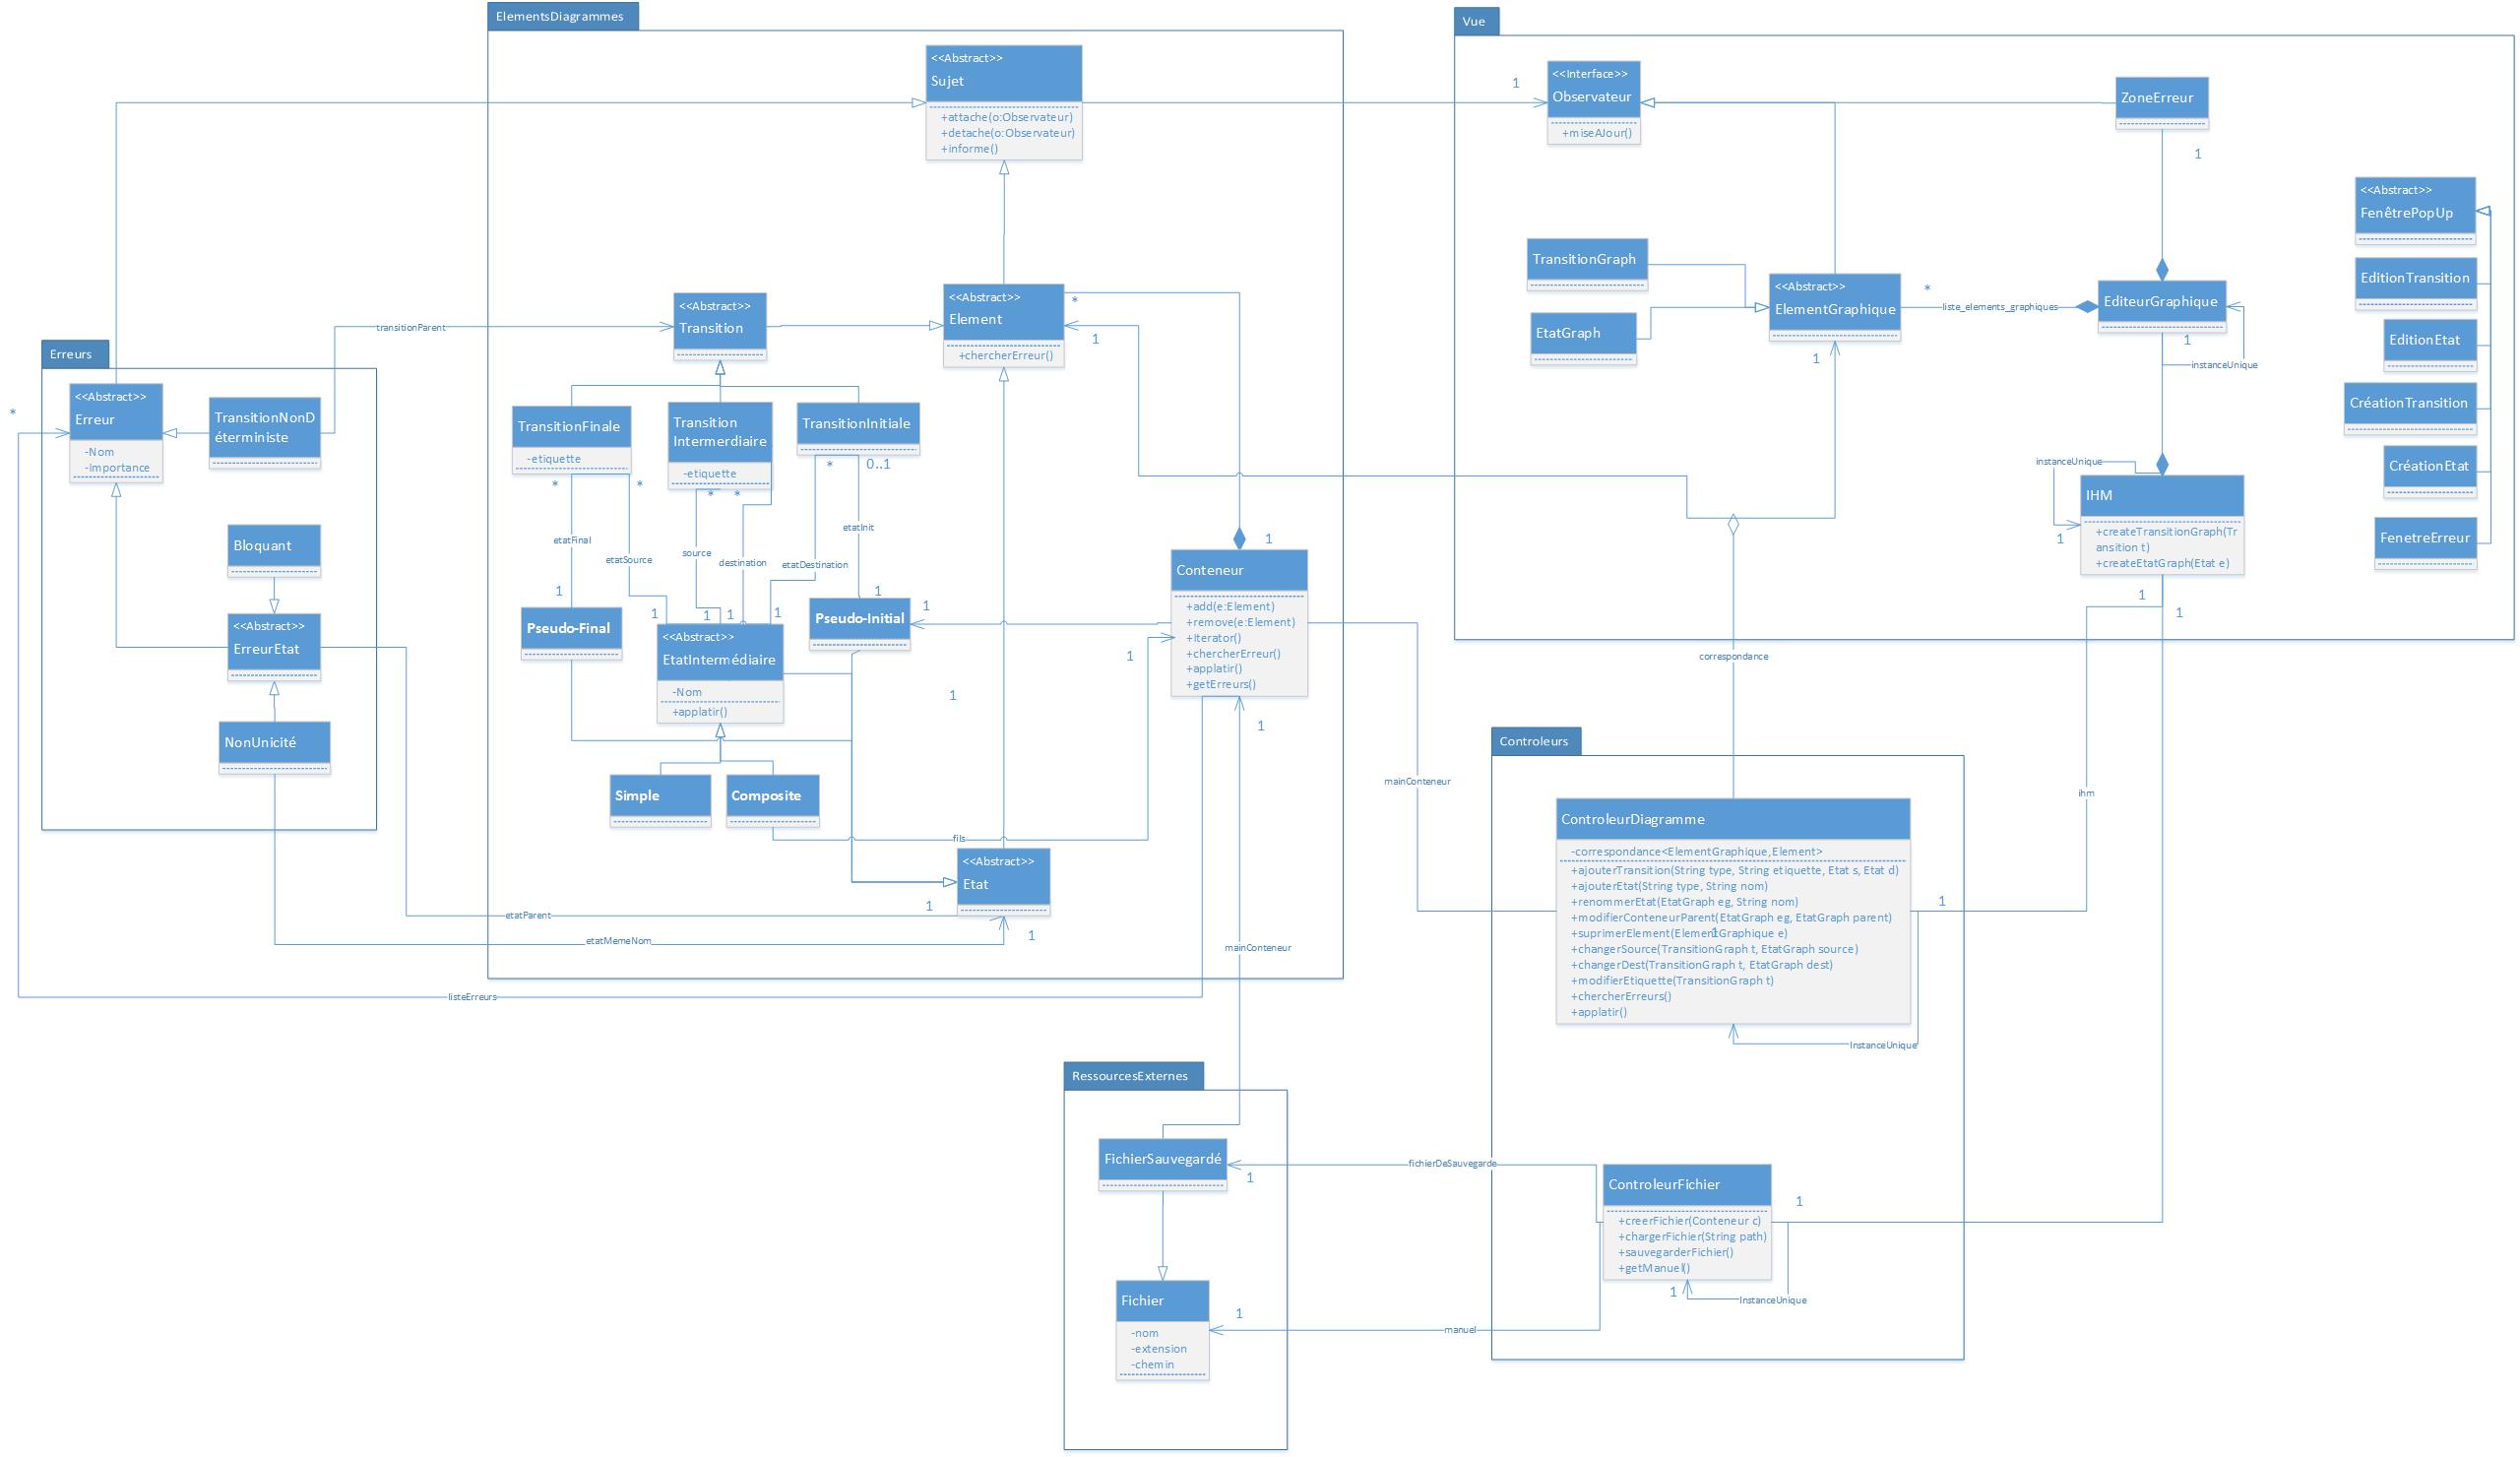 ElementsDiagrammes
<<Abstract>>
Sujet
+attache(o:Observateur)
+detache(o:Observateur)
+informe()
<<Abstract>>
Element
+chercherErreur()
*
1
<<Abstract>>
Transition
transitionParent
TransitionFinale
-etiquette
*
*
Transition
Intermerdiaire
-etiquette
*
*
TransitionInitiale
*
0..1
etatFinal
etatSource
source
destination
etatDestination
etatInit
1
1
1
1
1
1
1
Pseudo-Final
<<Abstract>>
EtatIntermédiaire
-Nom
+applatir()
Pseudo-Initial
1
Simple
Composite
fils
1
<<Abstract>>
Etat
1
1
etatParent
etatMemeNom
listeErreurs
1
Conteneur
+add(e:Element)
+remove(e:Element)
+Iterator()
+chercherErreur()
+applatir()
+getErreurs()
1
mainConteneur
mainConteneur
Erreurs
*
<<Abstract>>
Erreur
-Nom
-Importance
TransitionNonD
éterministe
Bloquant
<<Abstract>>
ErreurEtat
NonUnicité
Vue
1
<<Interface>>
Observateur
+miseAJour()
ZoneErreur
1
<<Abstract>>
FenêtrePopUp
EditionTransition
EditionEtat
CréationTransition
CréationEtat
FenetreErreur
TransitionGraph
EtatGraph
<<Abstract>>
ElementGraphique
1
*
liste_elements_graphiques
EditeurGraphique
1
instanceUnique
instanceUnique
IHM
+createTransitionGraph(Tr
ansition t)
+createEtatGraph(Etat e)
1
1
1
correspondance
ihm
Controleurs
ControleurDiagramme
-correspondance<ElementGraphique,Element>
+ajouterTransition(String type, String etiquette, Etat s, Etat d)
+ajouterEtat(String type, String nom)
+renommerEtat(EtatGraph eg, String nom)
+modifierConteneurParent(EtatGraph eg, EtatGraph parent)
+suprimerElement(ElementGraphique e)
1
+changerSource(TransitionGraph t, EtatGraph source)
+changerDest(TransitionGraph t, EtatGraph dest)
+modifierEtiquette(TransitionGraph t)
+chercherErreurs()
+applatir()
1
InstanceUnique
ControleurFichier
+creerFichier(Conteneur c)
+chargerFichier(String path)
+sauvegarderFichier()
+getManuel()
1
1
InstanceUnique
fichierDeSauvegarde
manuel
RessourcesExternes
FichierSauvegardé
1
Fichier
-nom
-extension
-chemin
1